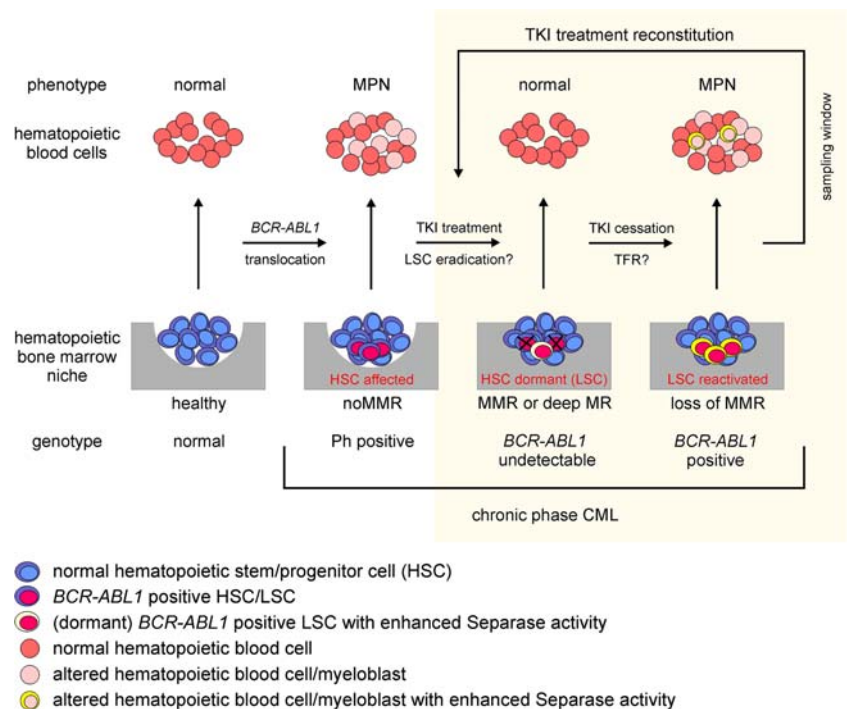 TKI treatment reconstitution
phenotype
normal
MPN
normal
MPN
hematopoietic
blood cells
sampling window
BCR-ABL1
translocation
TKI treatment
LSC eradication?
TKI cessation
TFR?
hematopoietic
bone marrow
niche
HSC affected
HSC dormant (LSC)
LSC reactivated
healthy
noMMR
MMR or deep MR
loss of MMR
genotype
normal
Ph positive
BCR-ABL1
undetectable
BCR-ABL1
positive
chronic phase CML
normal hematopoietic stem/progenitor cell (HSC)
BCR-ABL1 positive HSC/LSC
(dormant) BCR-ABL1 positive LSC with enhanced Separase activity
normal hematopoietic blood cell
altered hematopoietic blood cell/myeloblast
altered hematopoietic blood cell/myeloblast with enhanced Separase activity